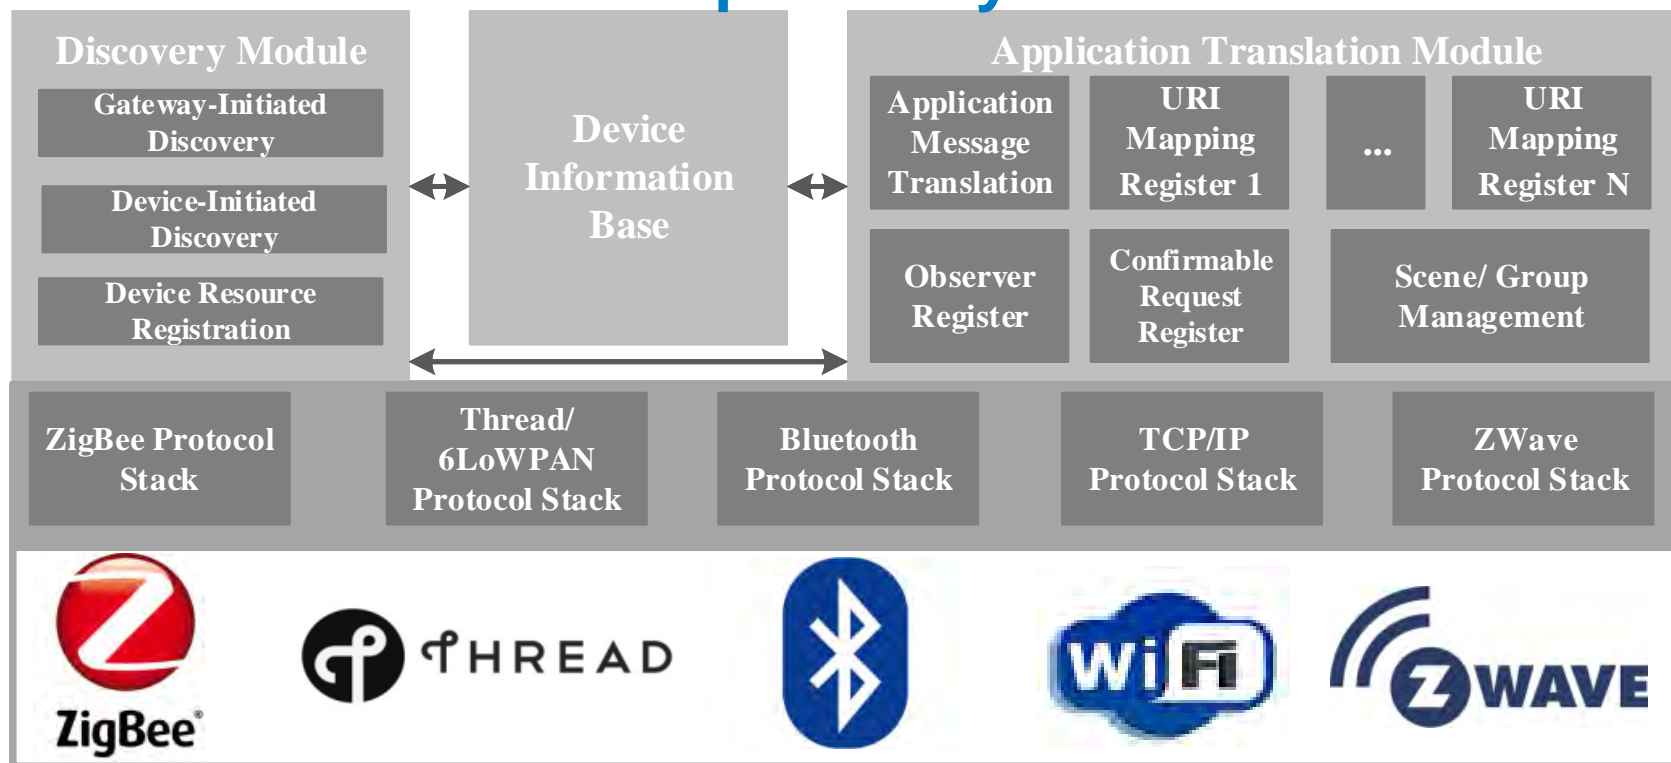 Discovery Module
Gateway-Initiated
Discovery
Device-Initiated
Discovery
Device Resource
Registration
Device
Information
Base
Application Translation Module
Application
Message
Translation
URI
Mapping
Register 1
...
URI
Mapping
Register N
Observer
Register
Confirmable
Request
Register
Scene/ Group
Management
ZigBee Protocol
Stack
Thread/
6LoWPAN
Protocol Stack
Bluetooth
Protocol Stack
TCP/IP
Protocol Stack
ZWave
Protocol Stack
ZigBee®
THREAD
WiFi
Z WAVE